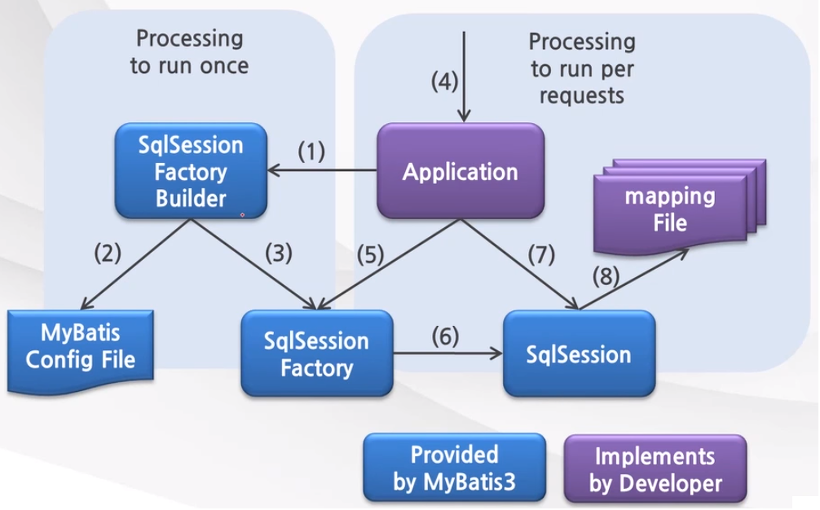 Processing
to run once
Processing
to run per
requests
(4)
SqlSession
Factory
Builder
(1)
Application
mapping
File
(2)
(3)
(5)
(7)
(8)
MyBatis
Config File
SqlSession
Factory
(6)
SqlSession
Provided
by MyBatis3
Implements
by Developer